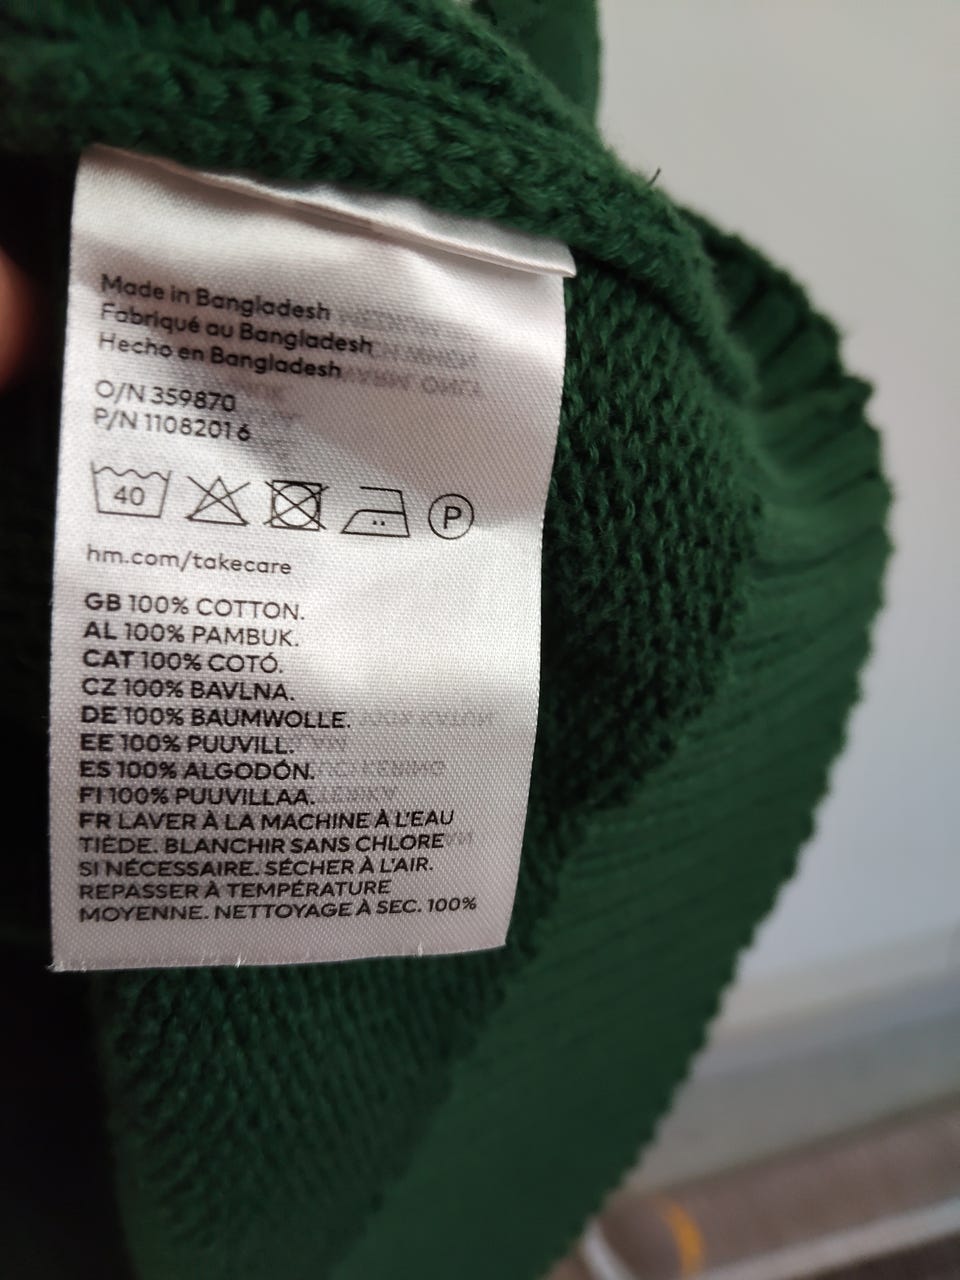 Made in Bangladesh
Fabriqué au Bangladesh
Hecho en Bangladesh
O/N 359870
P/N 11082016
40
P
hm.com/takecare
GB 100% COTTON.
AL 100% PAMBUK.
CAT 100% COTÓ.
CZ 100% BAVLNA.
DE 100% BAUMWOLLE.
EE 100% PUUVILL.
ES 100% ALGODÓN.
FI 100% PUUVILLAA.
FR LAVER À LA MACHINE À L'EAU
TIÈDE. BLANCHIR SANS CHLORE
SI NÉCESSAIRE. SÉCHER À L'AIR.
REPASSER À TEMPÉRATURE
MOYENNE. NETTOYAGE À SEC. 100%